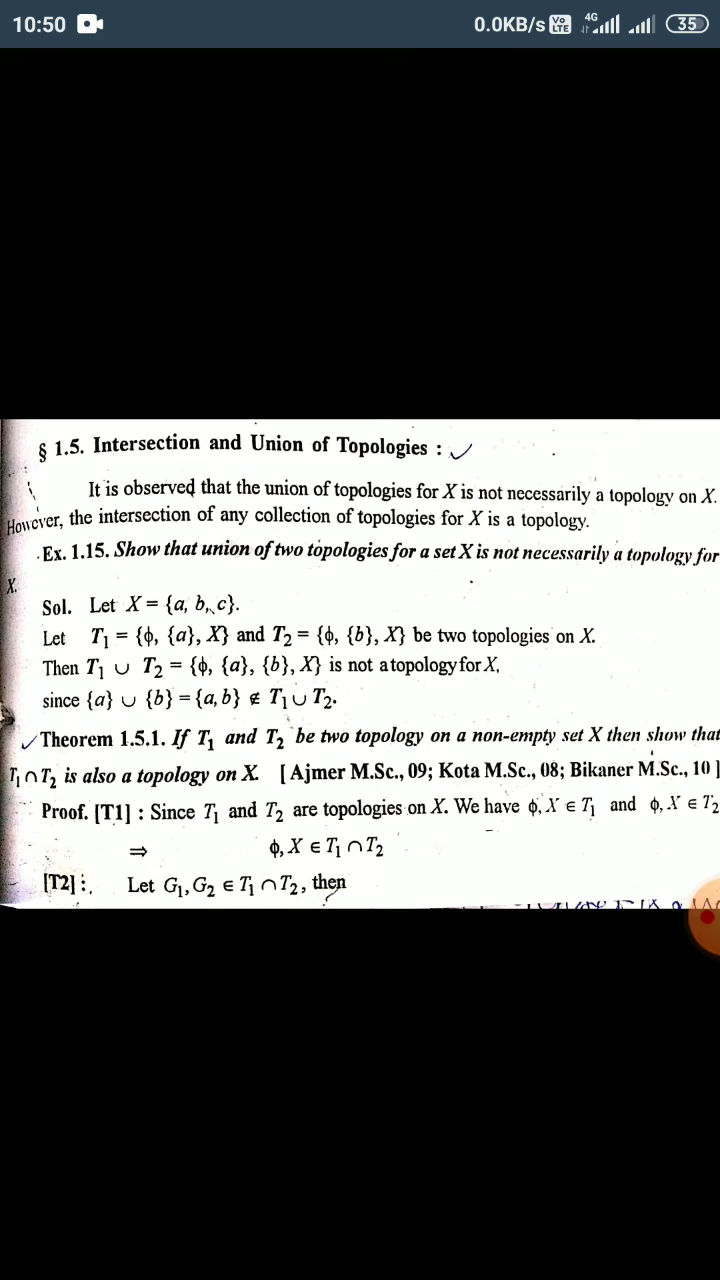 10:50
0.0KB/s Vo LTE 4G 35
§ 1.5. Intersection and Union of Topologies :
It is observed that the union of topologies for X is not necessarily a topology on X.
However, the intersection of any collection of topologies for X is a topology.
Ex. 1.15. Show that union of two topologies for a set X is not necessarily a topology for
X.
Sol. Let X = {a, b, c}.
Let T₁ = {ϕ, {a}, X} and T₂ = {ϕ, {b}, X} be two topologies on X.
Then T₁ ∪ T₂ = {ϕ, {a}, {b}, X} is not a topology for X,
since {a} ∪ {b} = {a, b} ∉ T₁ ∪ T₂.
Theorem 1.5.1. If T₁ and T₂ be two topology on a non-empty set X then show that
T₁ ∩ T₂ is also a topology on X. [Ajmer M.Sc., 09; Kota M.Sc., 08; Bikaner M.Sc., 10]
Proof. [T1] : Since T₁ and T₂ are topologies on X. We have ϕ, X ∈ T₁ and ϕ, X ∈ T₂
⇒ ϕ, X ∈ T₁ ∩ T₂
[T2] : Let G₁, G₂ ∈ T₁ ∩ T₂, then